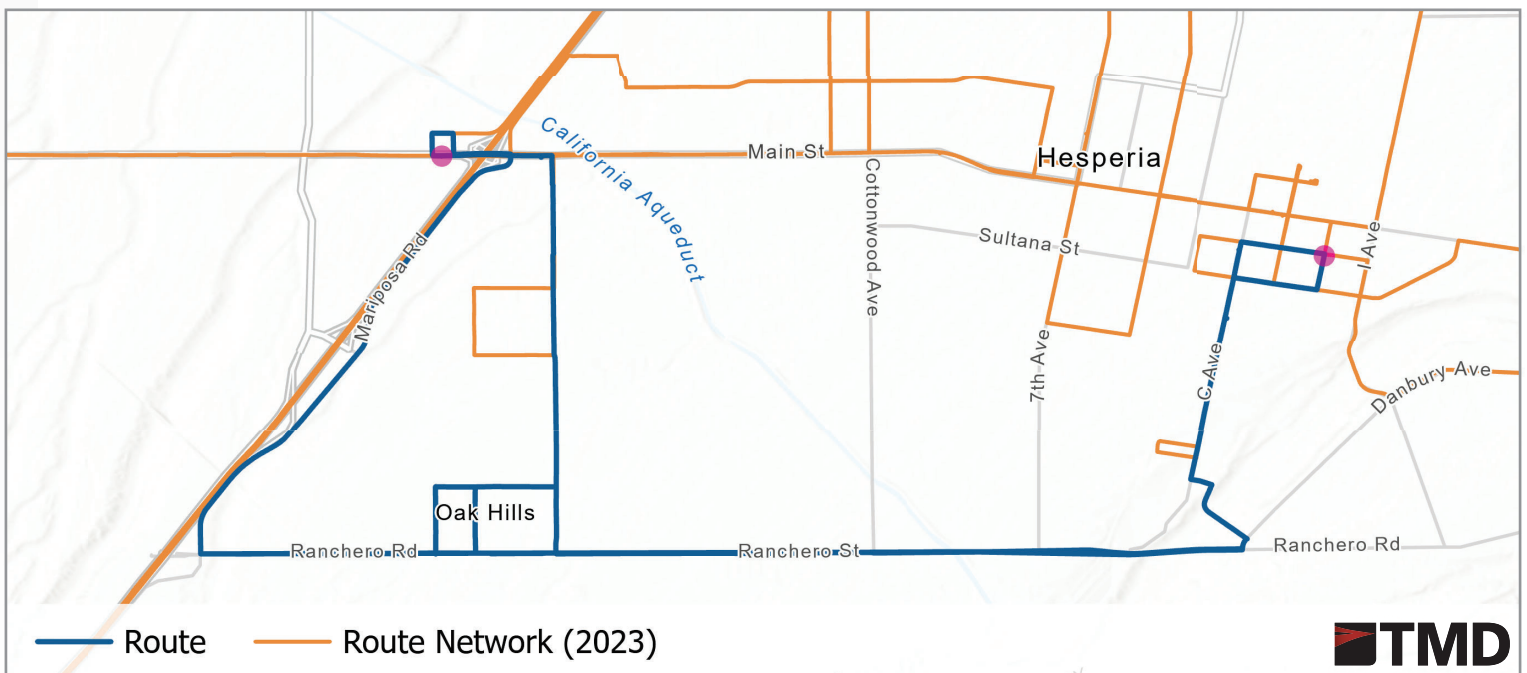 California Aqueduct
Main St
Hesperia
Cottonwood Ave
Sultana St
I Ave
Mariposa Rd
7th Ave
C Ave
Danbury Ave
Oak Hills
Ranchero Rd
Ranchero St
Ranchero Rd
Route
Route Network (2023)
TMD